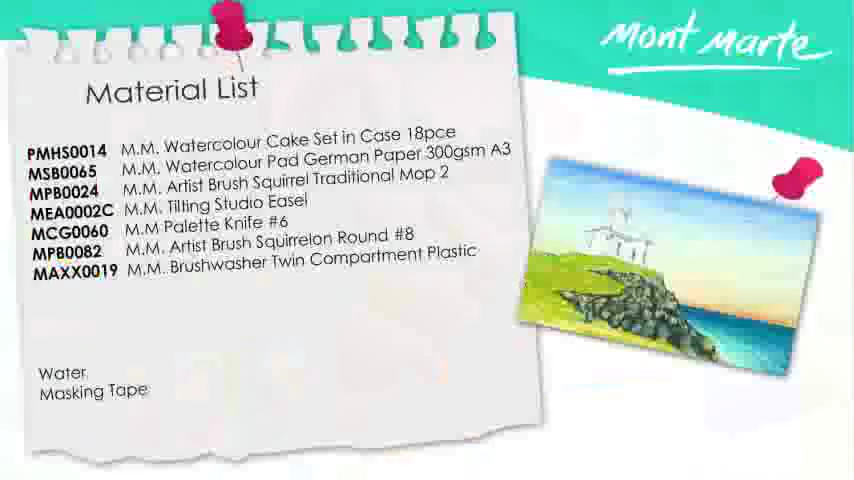 Mont Marte
Material List
PMHS0014 M.M. Watercolour Cake Set in Case 18pce
MSB0065 M.M. Watercolour Pad German Paper 300gsm A3
MPB0024 M.M. Artist Brush Squirrel Traditional Mop 2
MEA0002C M.M. Tilting Studio Easel
MCG0060 M.M Palette Knife #6
MPB0082 M.M. Artist Brush Squirrelon Round #8
MAXX0019 M.M. Brushwasher Twin Compartment Plastic
Water
Masking Tape